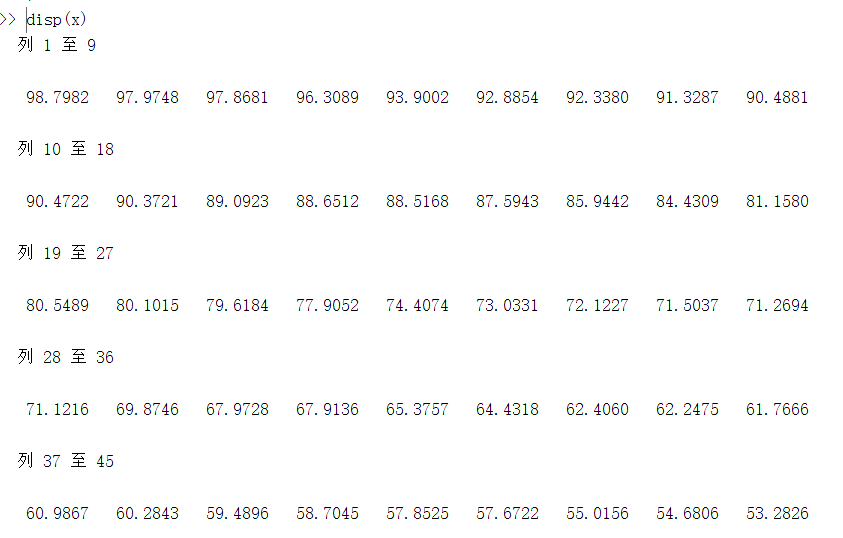 >> disp(x)
列 1 至 9
98.7982 97.9748 97.8681 96.3089 93.9002 92.8854 92.3380 91.3287 90.4881
列 10 至 18
90.4722 90.3721 89.0923 88.6512 88.5168 87.5943 85.9442 84.4309 81.1580
列 19 至 27
80.5489 80.1015 79.6184 77.9052 74.4074 73.0331 72.1227 71.5037 71.2694
列 28 至 36
71.1216 69.8746 67.9728 67.9136 65.3757 64.4318 62.4060 62.2475 61.7666
列 37 至 45
60.9867 60.2843 59.4896 58.7045 57.8525 57.6722 55.0156 54.6806 53.2826